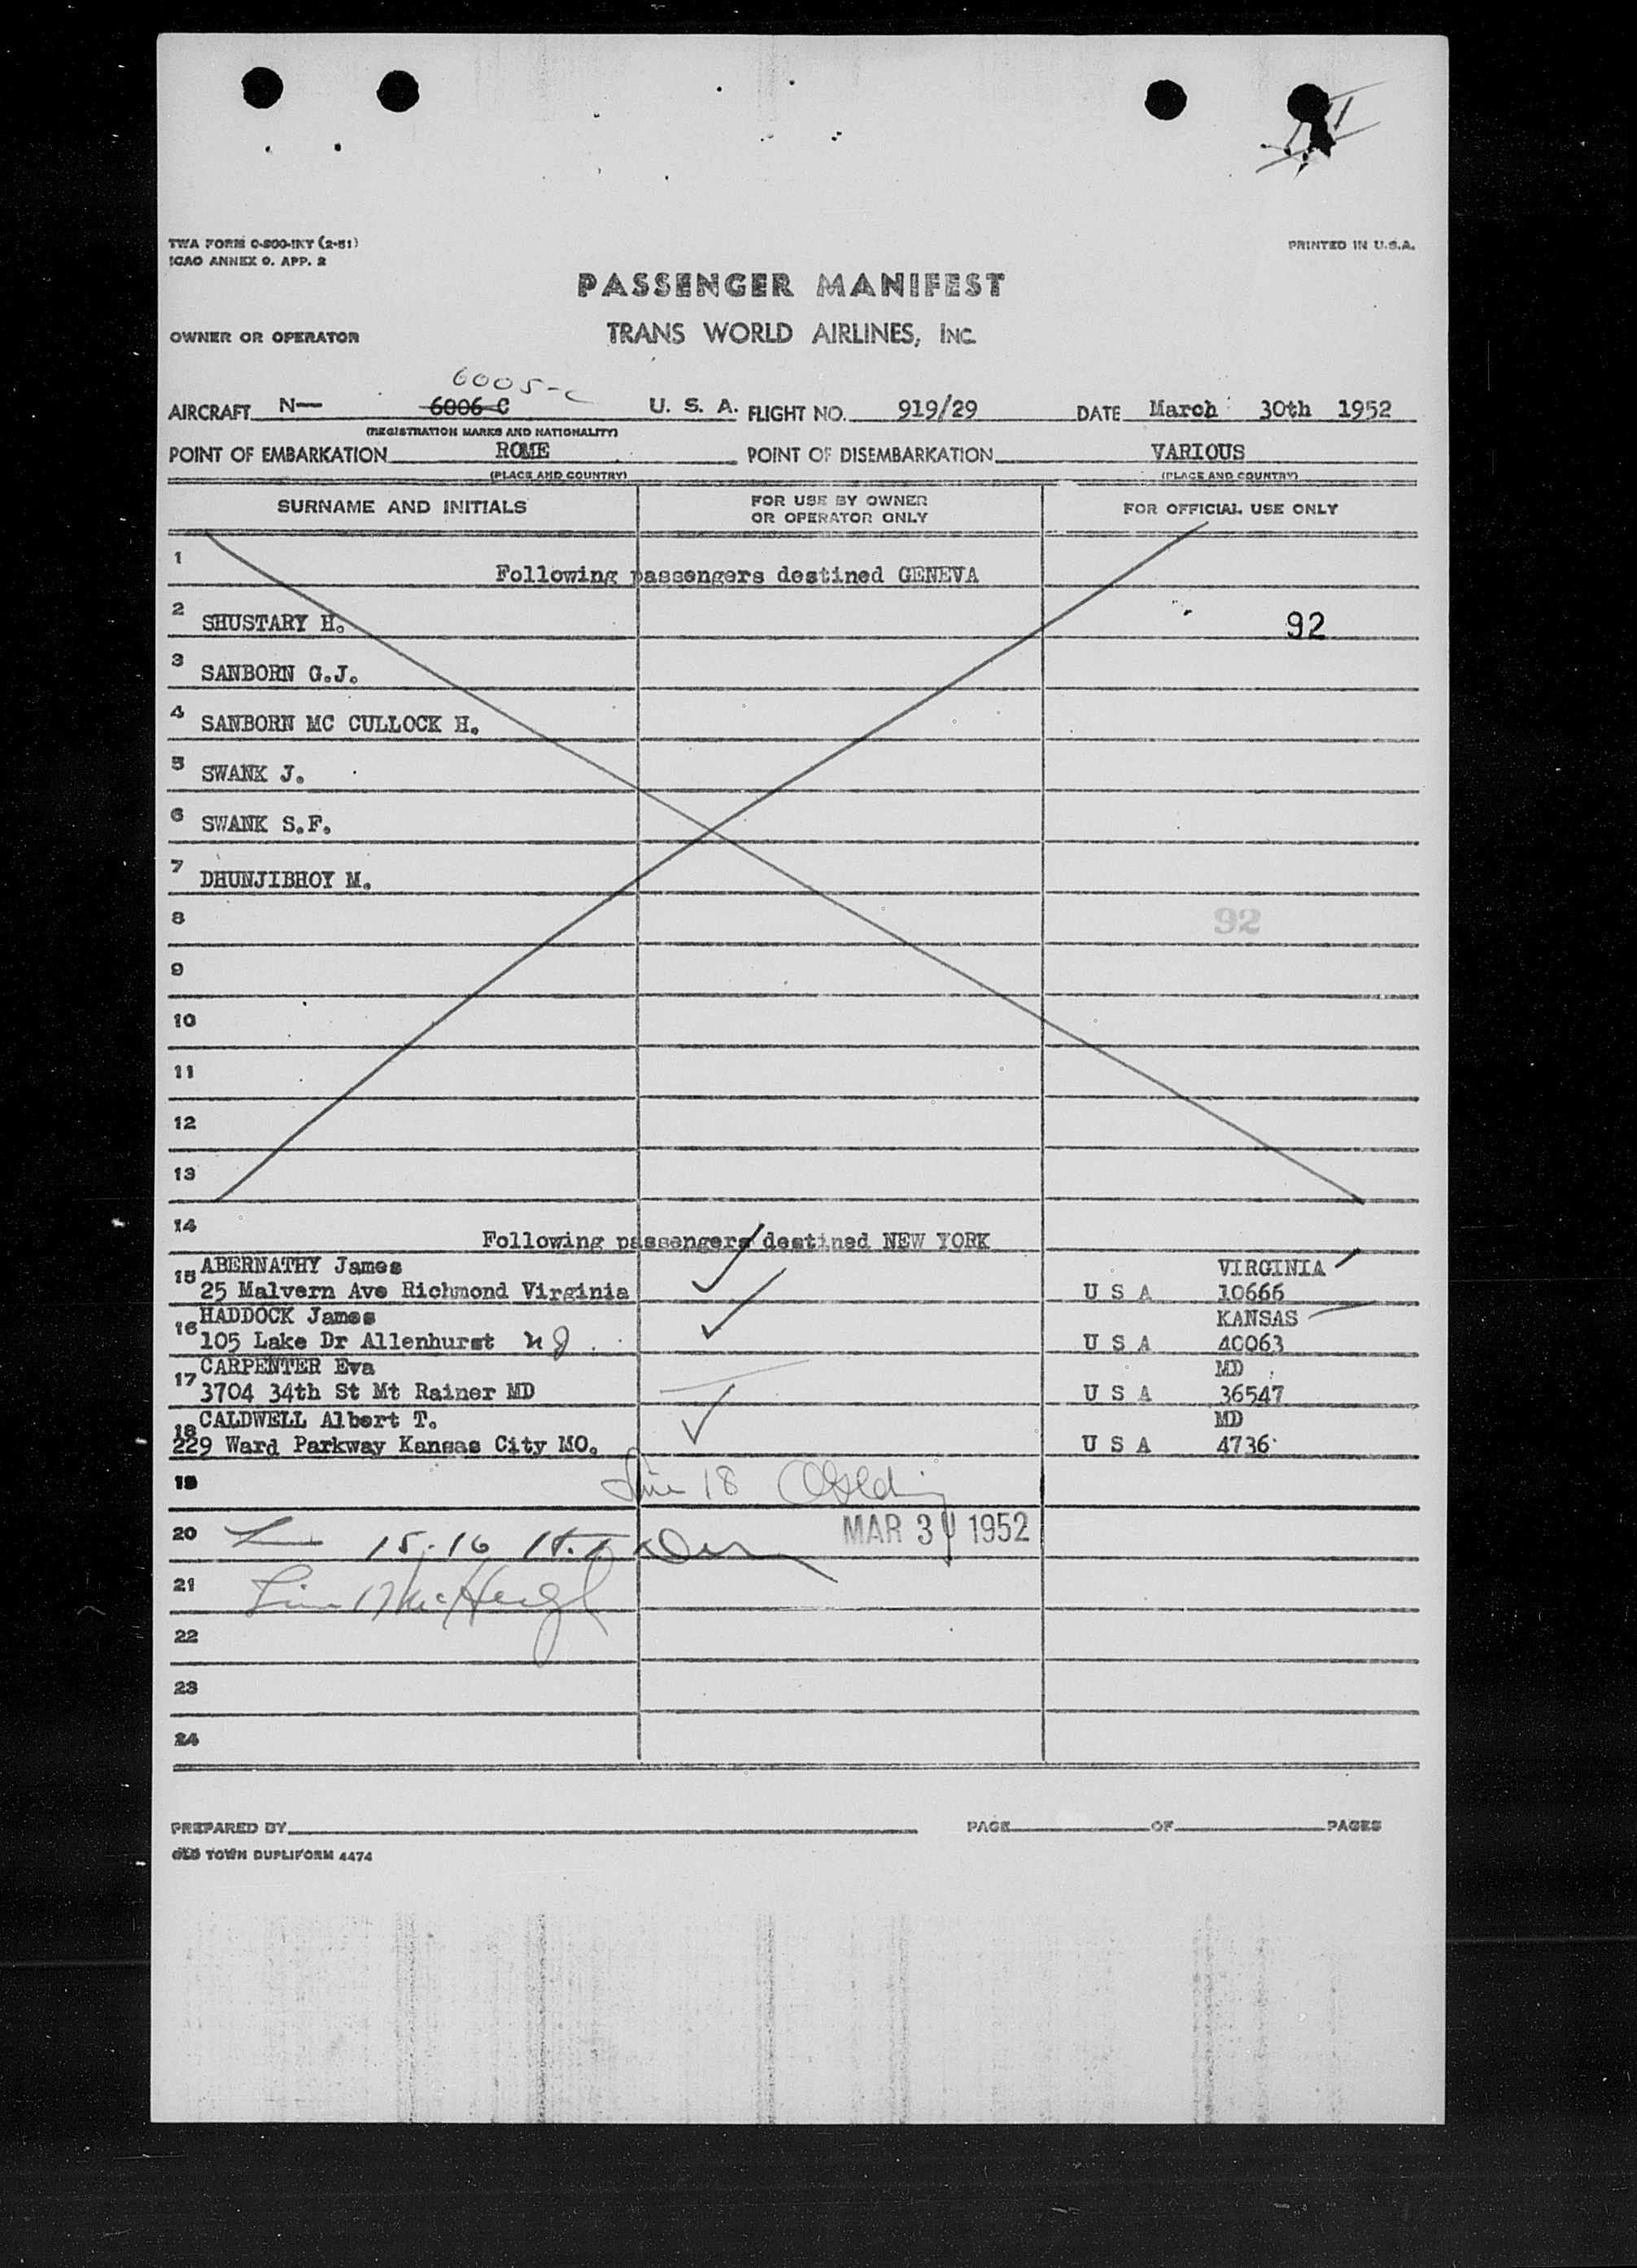 TWA FORM O-800-INT (2-51)
ICAO ANNEX 9. APP. 2
PRINTED IN U.S.A.
PASSENGER MANIFEST
OWNER OR OPERATOR TRANS WORLD AIRLINES, INC.
6005-C
AIRCRAFT N— 6006-C U. S. A. FLIGHT NO. 919/29 DATE March 30th 1952
(REGISTRATION MARKS AND NATIONALITY)
POINT OF EMBARKATION ROME POINT OF DISEMBARKATION VARIOUS
(PLACE AND COUNTRY) (PLACE AND COUNTRY)
SURNAME AND INITIALS FOR USE BY OWNER OR OPERATOR ONLY FOR OFFICIAL USE ONLY
1 Following passengers destined GENEVA
2 SHUSTARY H. 92
3 SANBORN G.J.
4 SANBORN MC CULLOCK H.
5 SWANK J.
6 SWANK S.F.
7 DHUNJIBHOY M.
8 92
9
10
11
12
13
14 Following passengers destined NEW YORK
ABERNATHY James VIRGINIA
15 25 Malvern Ave Richmond Virginia U S A 10666
HADDOCK James KANSAS
16 105 Lake Dr Allenhurst NJ. U S A 40063
CARPENTER Eva MD
17 3704 34th St Mt Rainer MD U S A 36547
CALDWELL Albert T. MD
18 229 Ward Parkway Kansas City MO. U S A 4736
19 Line 18
20 15-16 MAR 30 1952
21 Line 17
22
23
24
PREPARED BY PAGE OF PAGES
OLD TOWN DUPLIFORM 4474